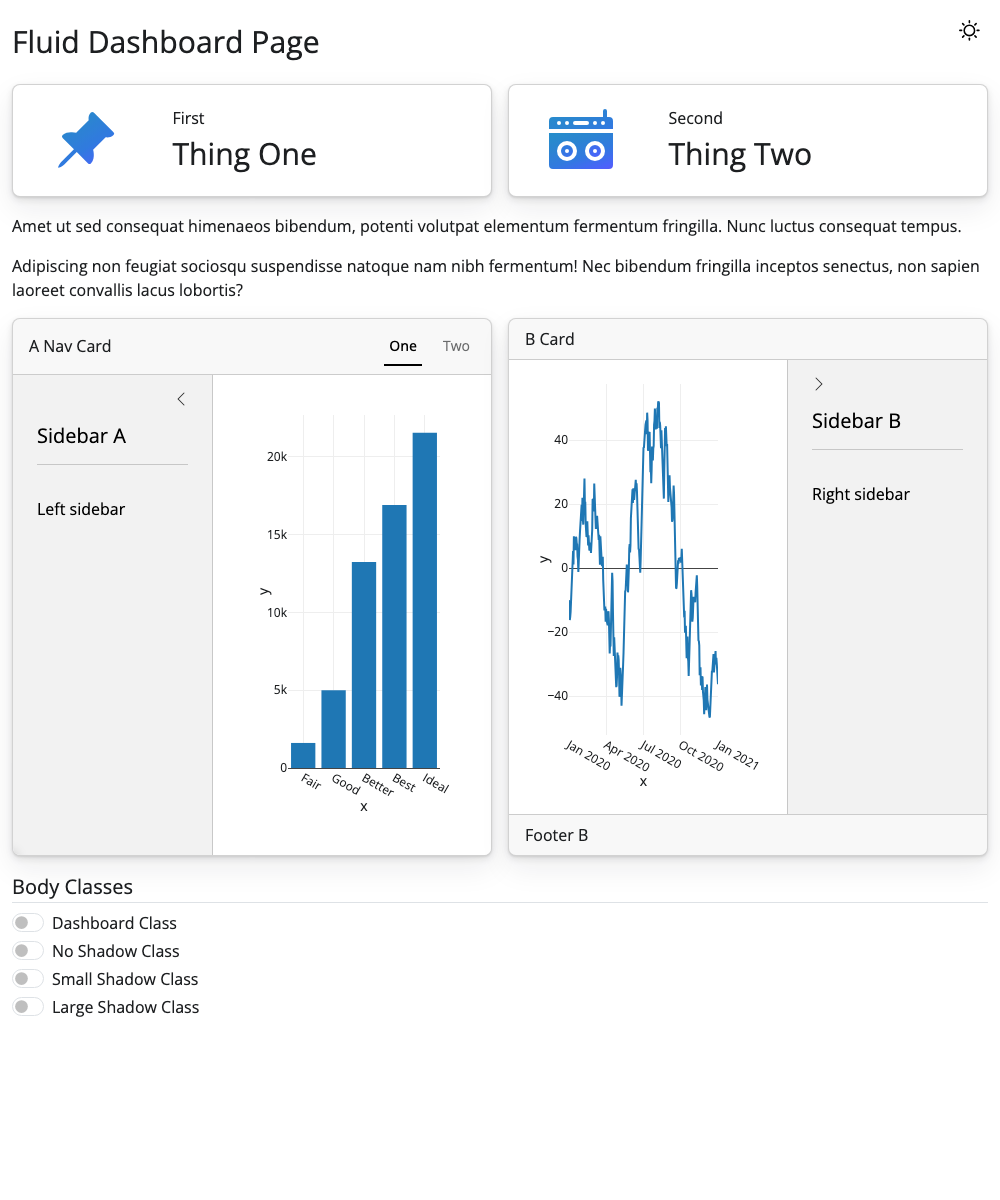 Fluid Dashboard Page
First
Thing One
Second
Thing Two
Amet ut sed consequat himenaeos bibendum, potenti volutpat elementum fermentum fringilla. Nunc luctus consequat tempus.
Adipiscing non feugiat sociosqu suspendisse natoque nam nibh fermentum! Nec bibendum fringilla inceptos senectus, non sapien
laoreet convallis lacus lobortis?
A Nav Card
One
Two
Sidebar A
Left sidebar
20k
15k
10k
5k
0
y
Fair
Good
Better
Best
Ideal
x
B Card
40
20
0
−20
−40
y
Jan 2020
Apr 2020
Jul 2020
Oct 2020
Jan 2021
x
Sidebar B
Right sidebar
Footer B
Body Classes
Dashboard Class
No Shadow Class
Small Shadow Class
Large Shadow Class